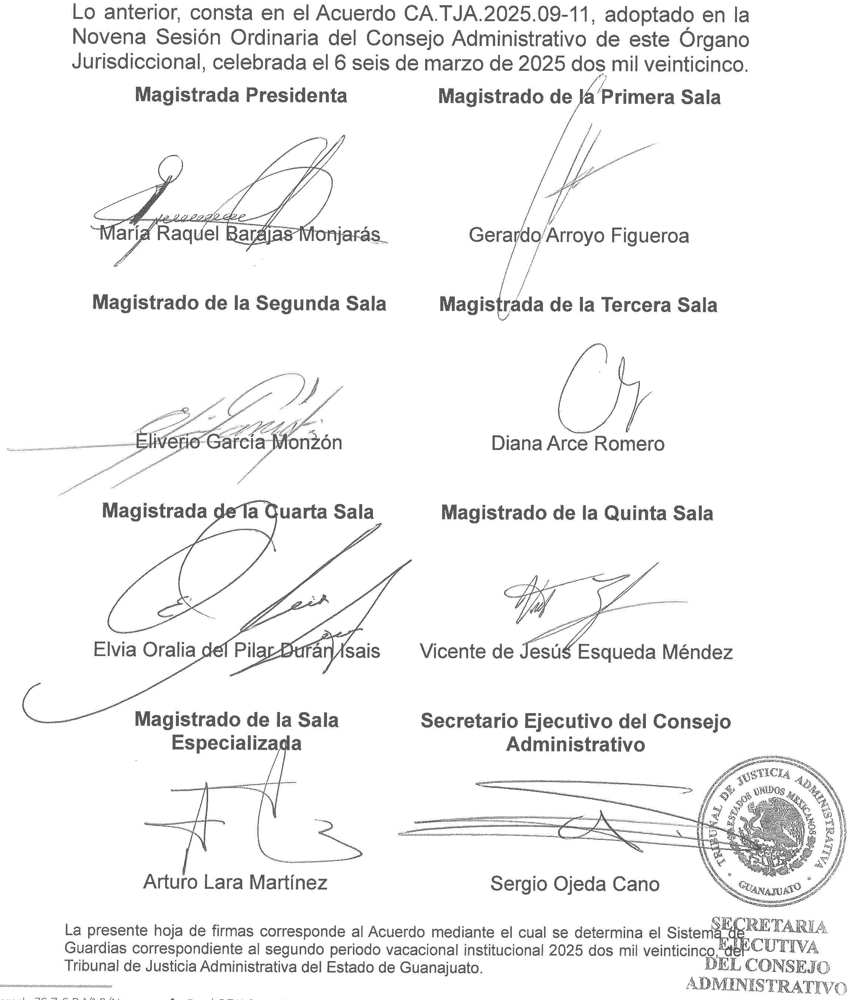 Lo anterior, consta en el Acuerdo CA.TJA.2025.09-11, adoptado en la
Novena Sesión Ordinaria del Consejo Administrativo de este Órgano
Jurisdiccional, celebrada el 6 seis de marzo de 2025 dos mil veinticinco.
Magistrada Presidenta
Magistrado de la Primera Sala
María Raquel Barajas Monjarás
Gerardo Arroyo Figueroa
Magistrado de la Segunda Sala
Magistrada de la Tercera Sala
Eliverio García Monzón
Diana Arce Romero
Magistrada de la Cuarta Sala
Magistrado de la Quinta Sala
Elvia Oralia del Pilar Durán Isais
Vicente de Jesús Esqueda Méndez
Magistrado de la Sala
Especializada
Secretario Ejecutivo del Consejo
Administrativo
Arturo Lara Martínez
Sergio Ojeda Cano
TRIBUNAL DE JUSTICIA ADMINISTRATIVA
ESTADOS UNIDOS MEXICANOS
GUANAJUATO
La presente hoja de firmas corresponde al Acuerdo mediante el cual se determina el Sistema de
Guardias correspondiente al segundo periodo vacacional institucional 2025 dos mil veinticinco, del
Tribunal de Justicia Administrativa del Estado de Guanajuato.
SECRETARIA
EJECUTIVA
DEL CONSEJO
ADMINISTRATIVO